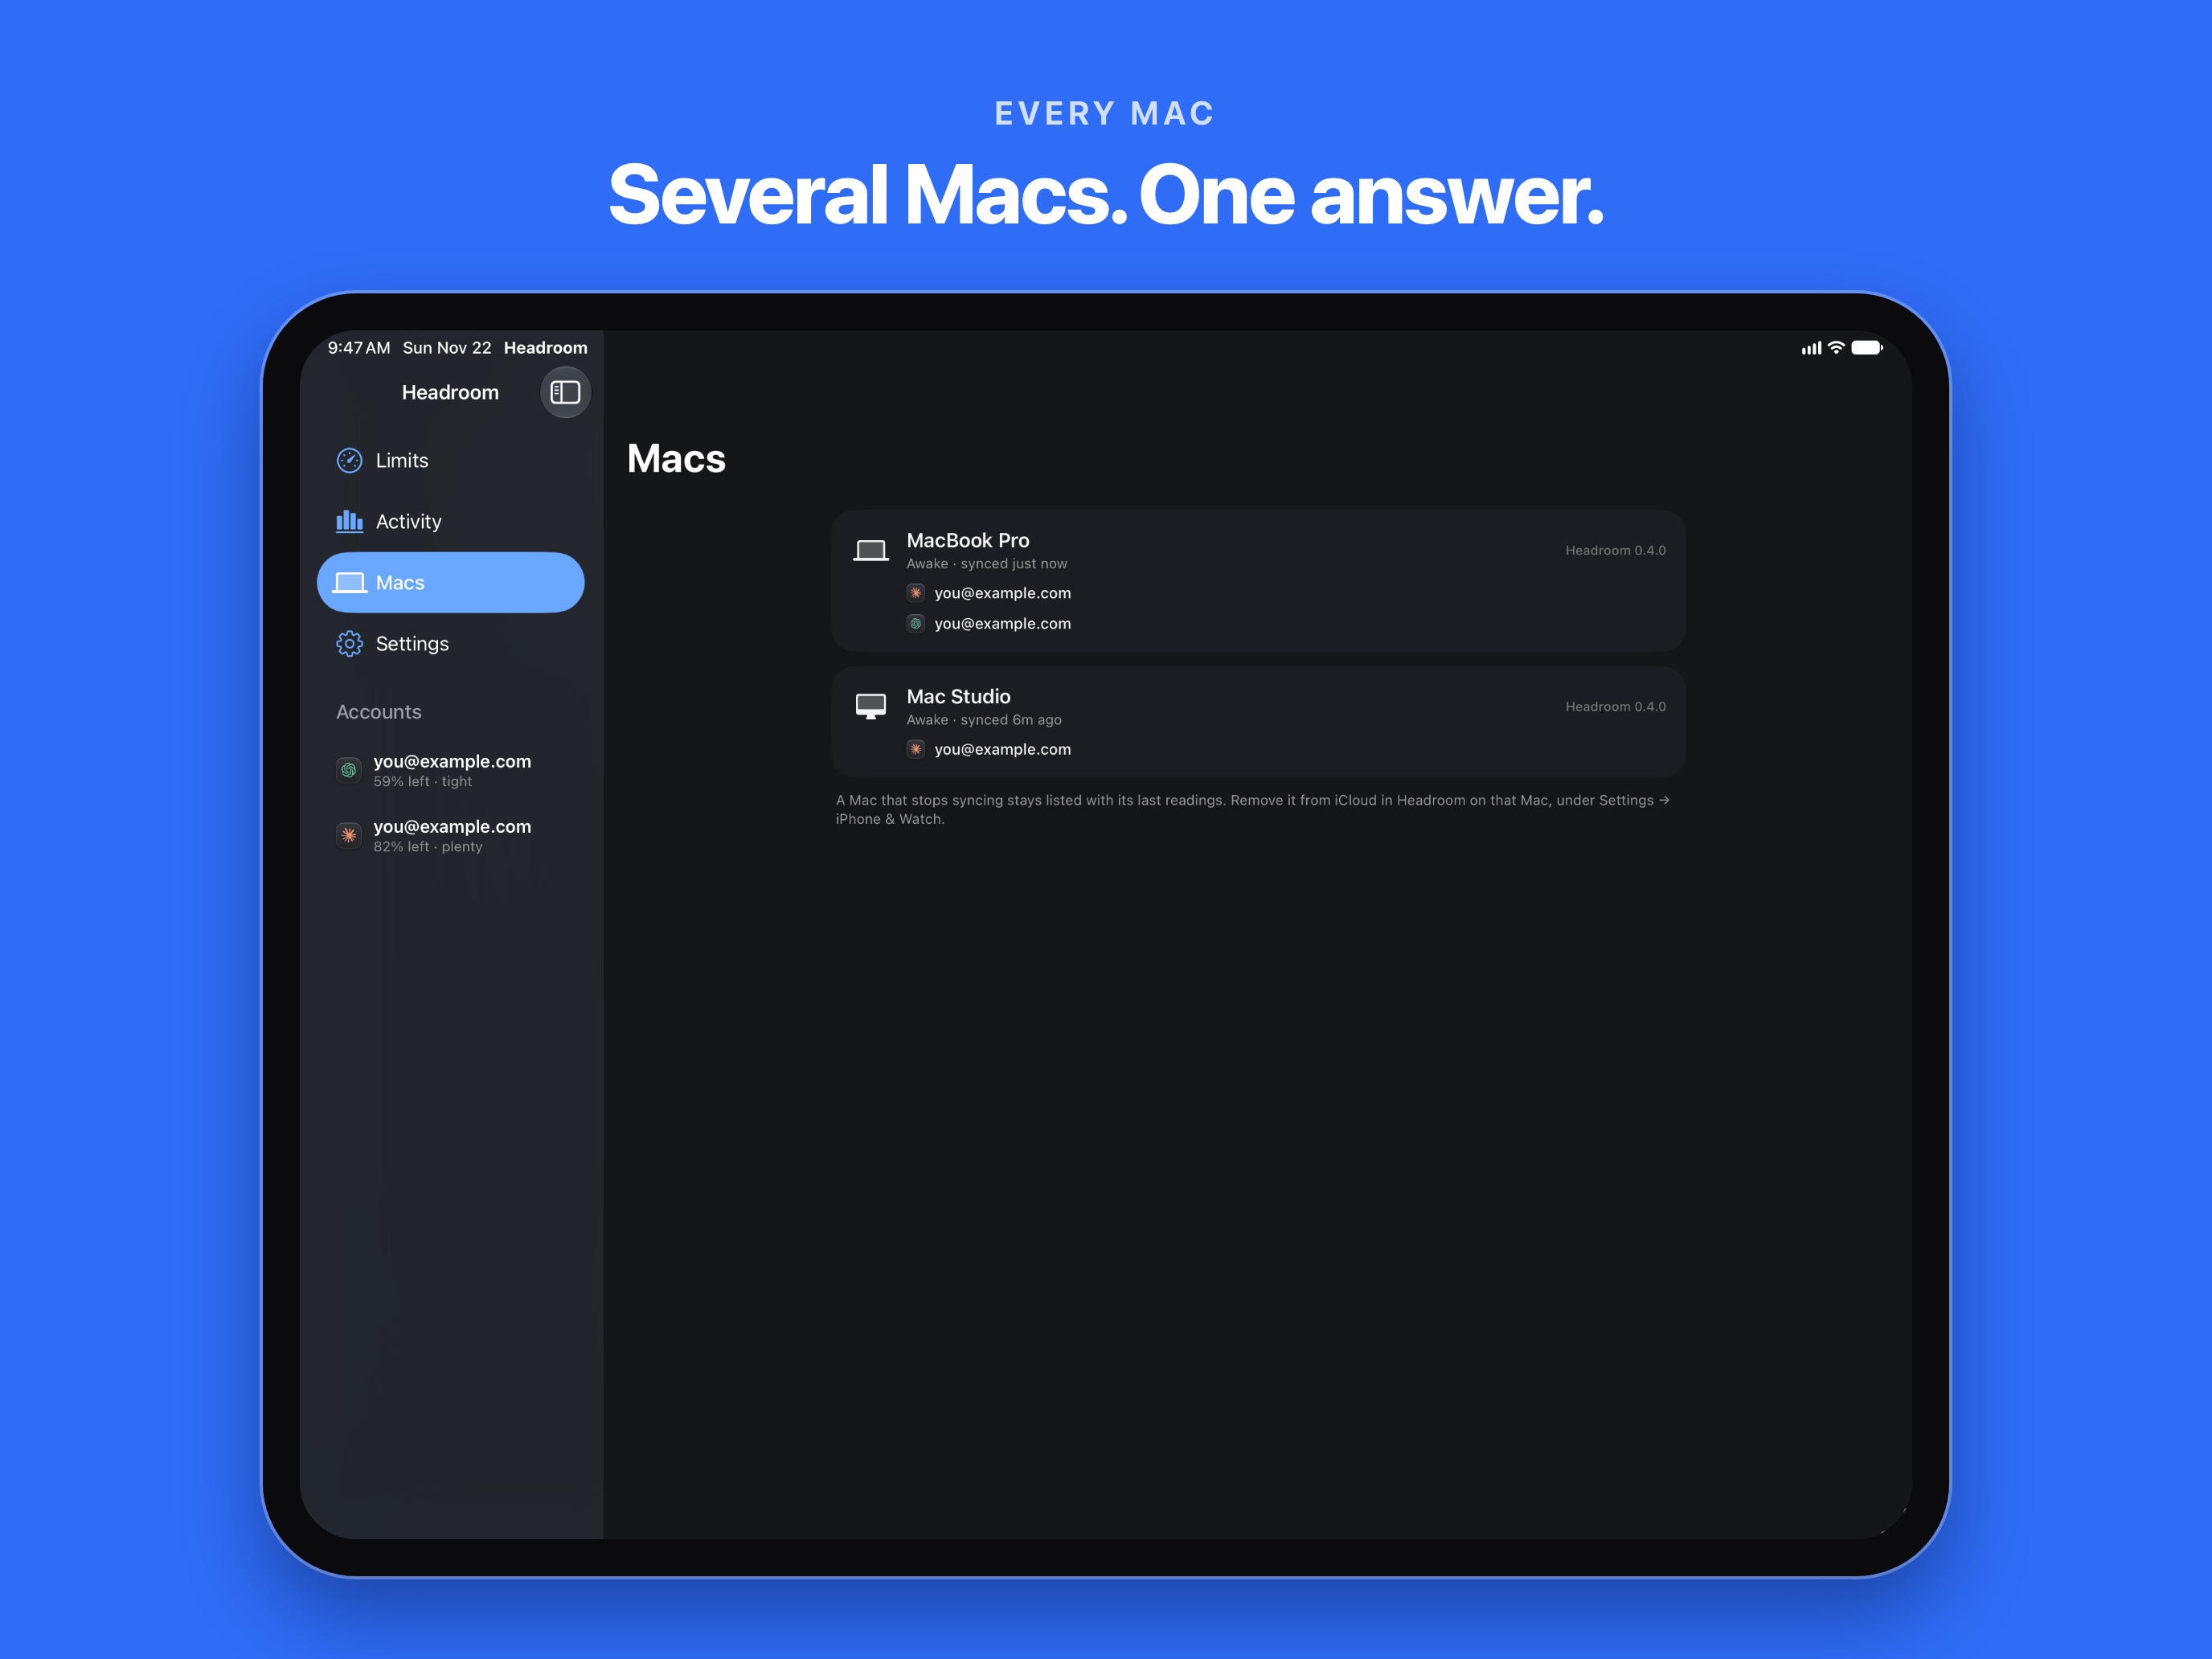 EVERY MAC
Several Macs. One answer.
9:47 AM Sun Nov 22 Headroom
Headroom
Limits
Activity
Macs
Settings
Accounts
you@example.com
59% left · tight
you@example.com
82% left · plenty
Macs
MacBook Pro
Awake · synced just now
Headroom 0.4.0
you@example.com
you@example.com
Mac Studio
Awake · synced 6m ago
Headroom 0.4.0
you@example.com
A Mac that stops syncing stays listed with its last readings. Remove it from iCloud in Headroom on that Mac, under Settings →
iPhone & Watch.